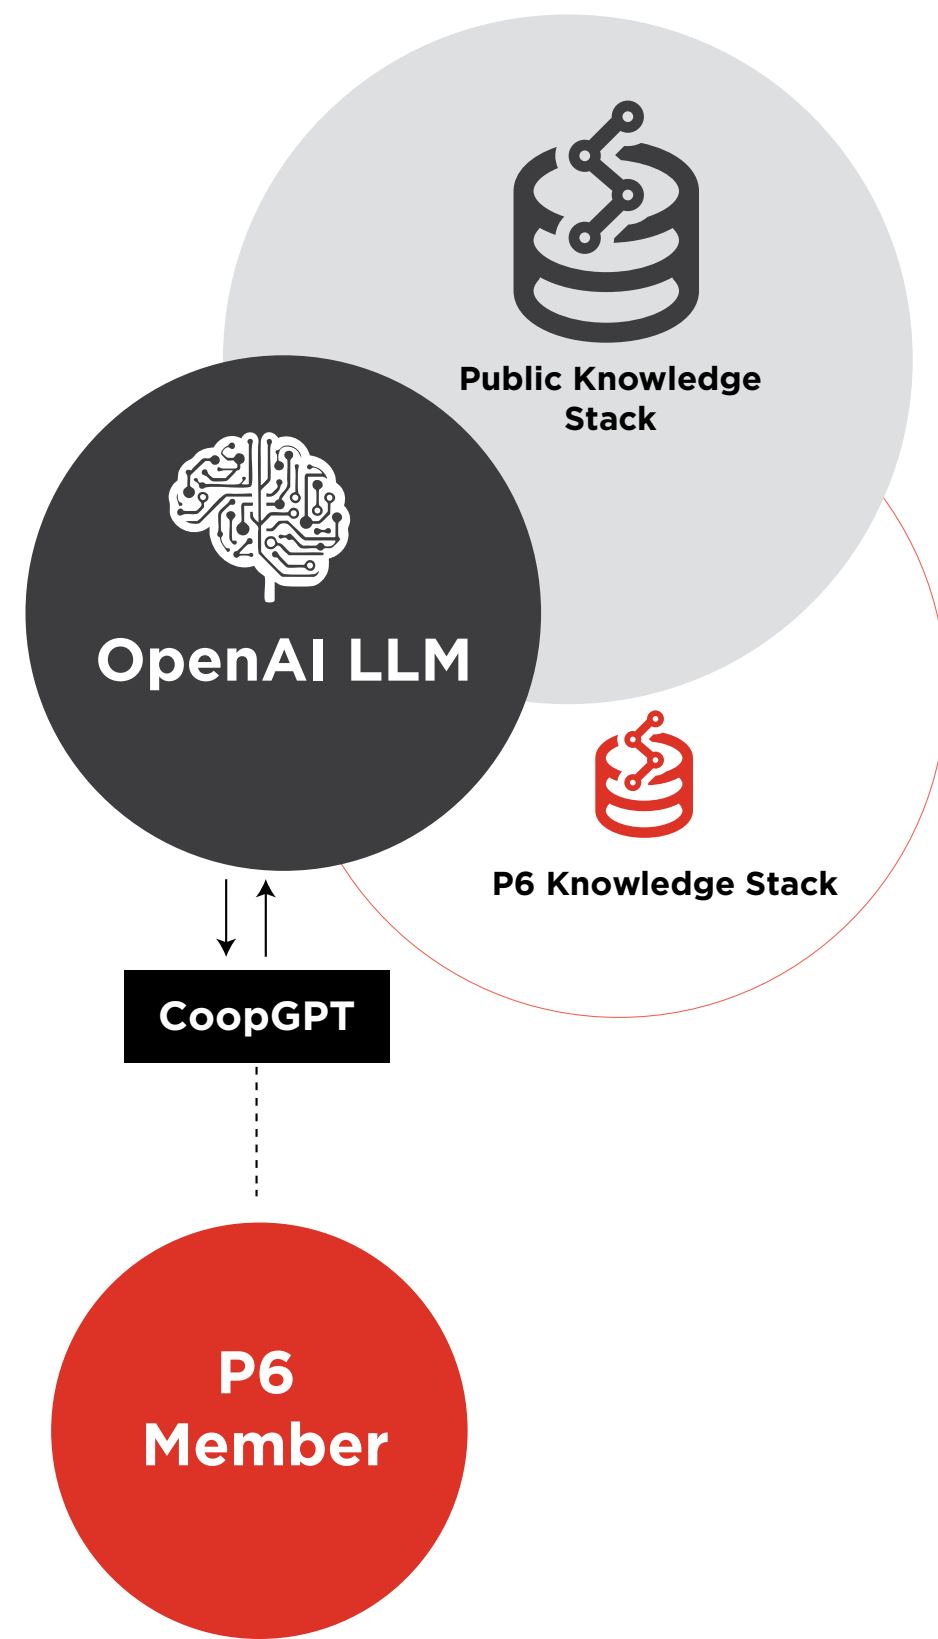 Public Knowledge
Stack
OpenAI LLM
P6 Knowledge Stack
CoopGPT
P6
Member